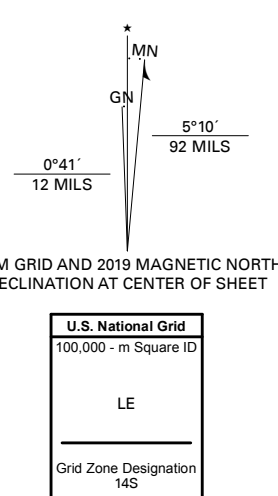 ★
MN
GN
5°10´
92 MILS
0°41´
12 MILS
M GRID AND 2019 MAGNETIC NORTH
ECLINATION AT CENTER OF SHEET
U.S. National Grid
100,000 - m Square ID
LE
Grid Zone Designation
14S